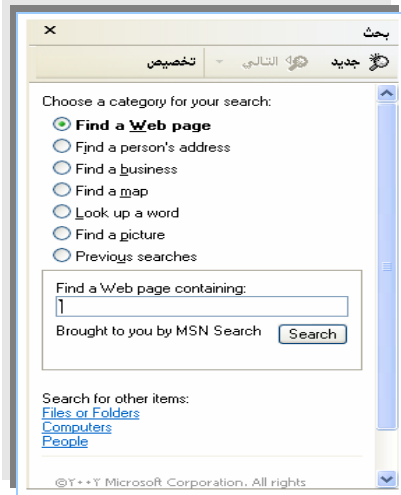 بحث
جديد التالي تخصيص
Choose a category for your search:
Find a Web page
Find a person's address
Find a business
Find a map
Look up a word
Find a picture
Previous searches
Find a Web page containing:
Brought to you by MSN Search Search
Search for other items:
Files or Folders
Computers
People
©٢٠٠٢ Microsoft Corporation. All rights